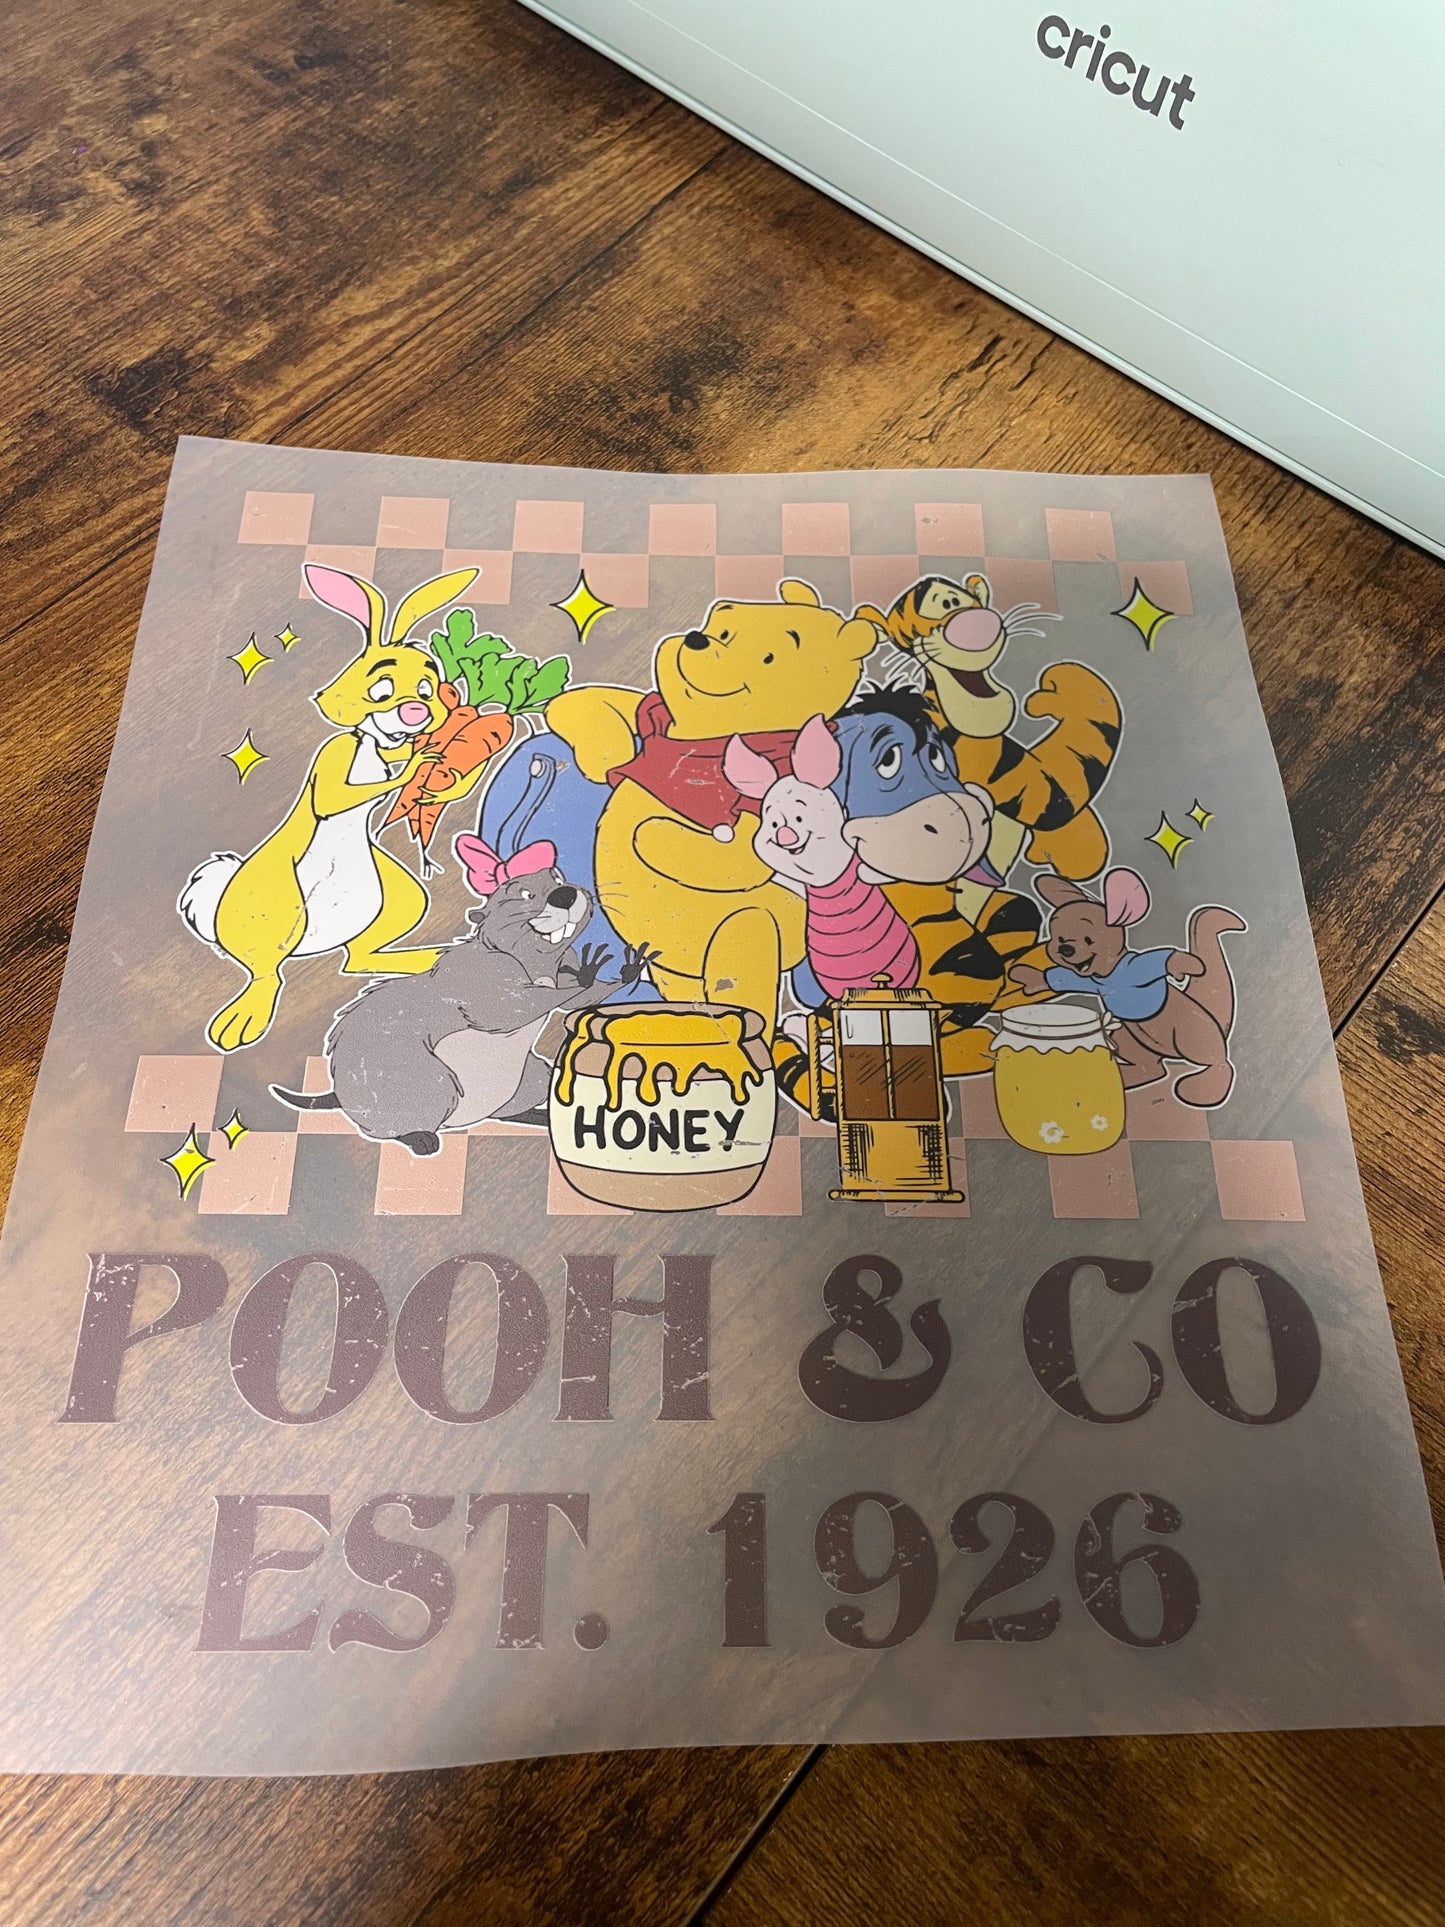 cricut
HONEY
POOH & CO
EST. 1926